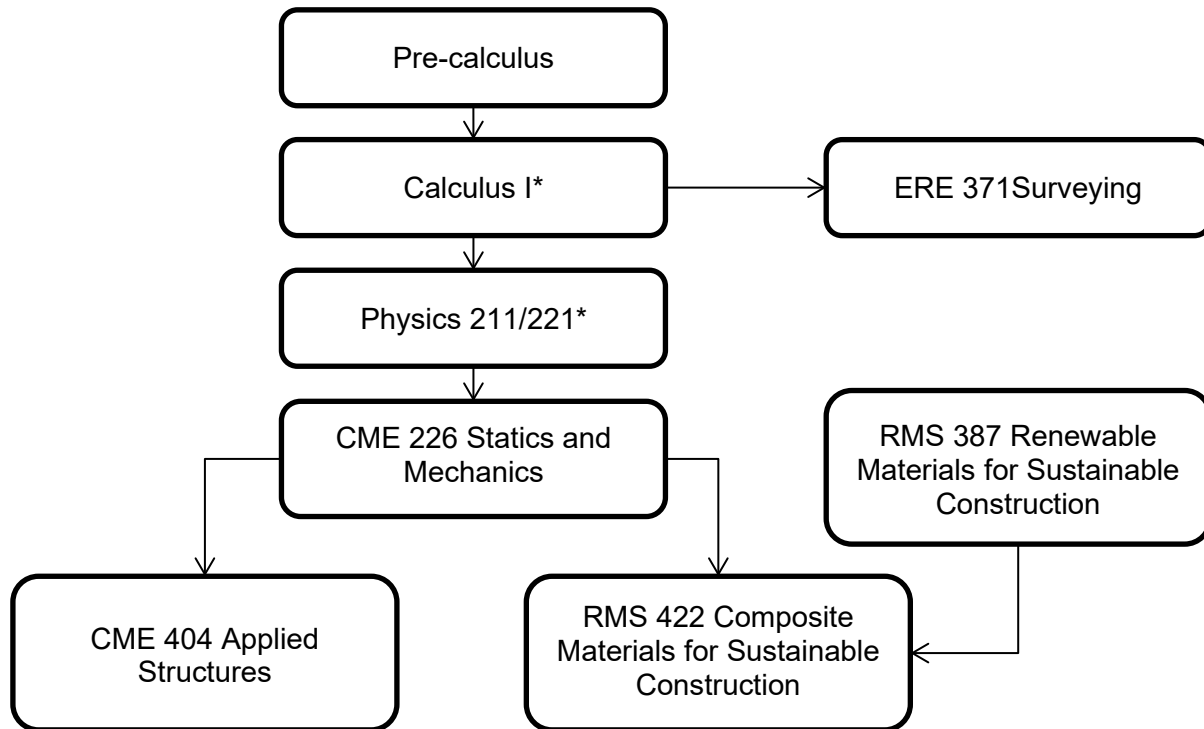 Pre-calculus
Calculus I*
ERE 371Surveying
Physics 211/221*
CME 226 Statics and
Mechanics
RMS 387 Renewable
Materials for Sustainable
Construction
CME 404 Applied
Structures
RMS 422 Composite
Materials for Sustainable
Construction